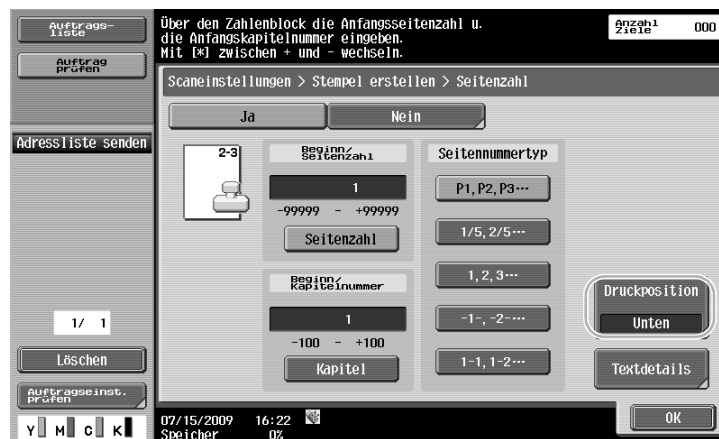 Auftrags-
liste
Auftrag
prüfen
Adressliste senden
1/ 1
Löschen
Auftragseinst.
prüfen
Y M C K
Über den Zahlenblock die Anfangsseitenzahl u.
die Anfangskapitelnummer eingeben.
Mit [*] zwischen + und - wechseln.
Anzahl
Ziele
000
Scaneinstellungen > Stempel erstellen > Seitenzahl
Ja
Nein
2-3
Beginn/
Seitenzahl
1
-99999 - +99999
Seitenzahl
Beginn/
Kapitelnummer
1
-100 - +100
Kapitel
Seitennummertyp
P1, P2, P3···
1/5, 2/5···
1, 2, 3···
-1-, -2-···
1-1, 1-2···
Druckposition
Unten
Textdetails
07/15/2009 16:22
Speicher 0%
OK